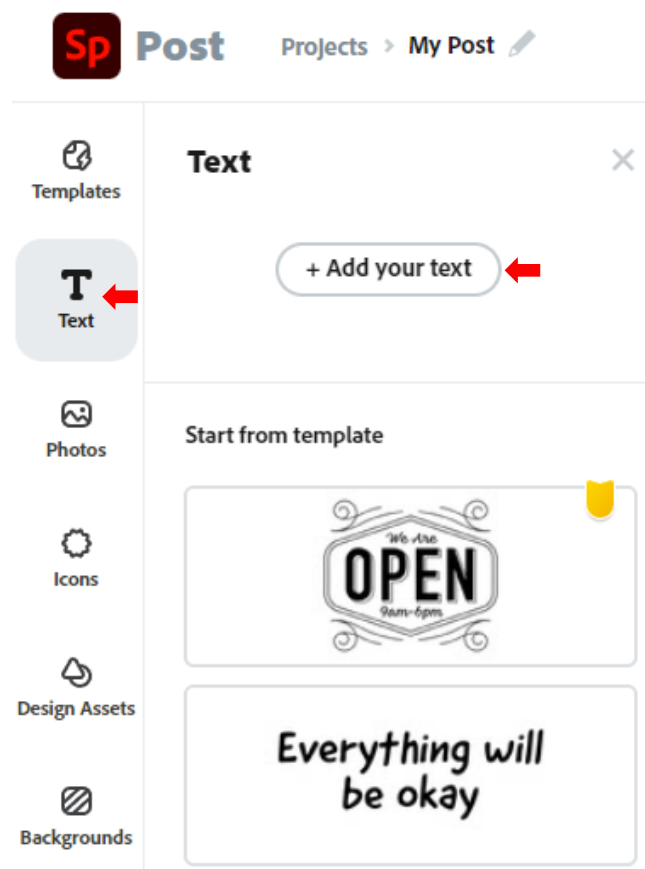 Sp Post Projects > My Post
Templates
Text
Photos
Icons
Design Assets
Backgrounds
Text
+ Add your text
Start from template
We Are
OPEN
9am-6pm
Everything will
be okay